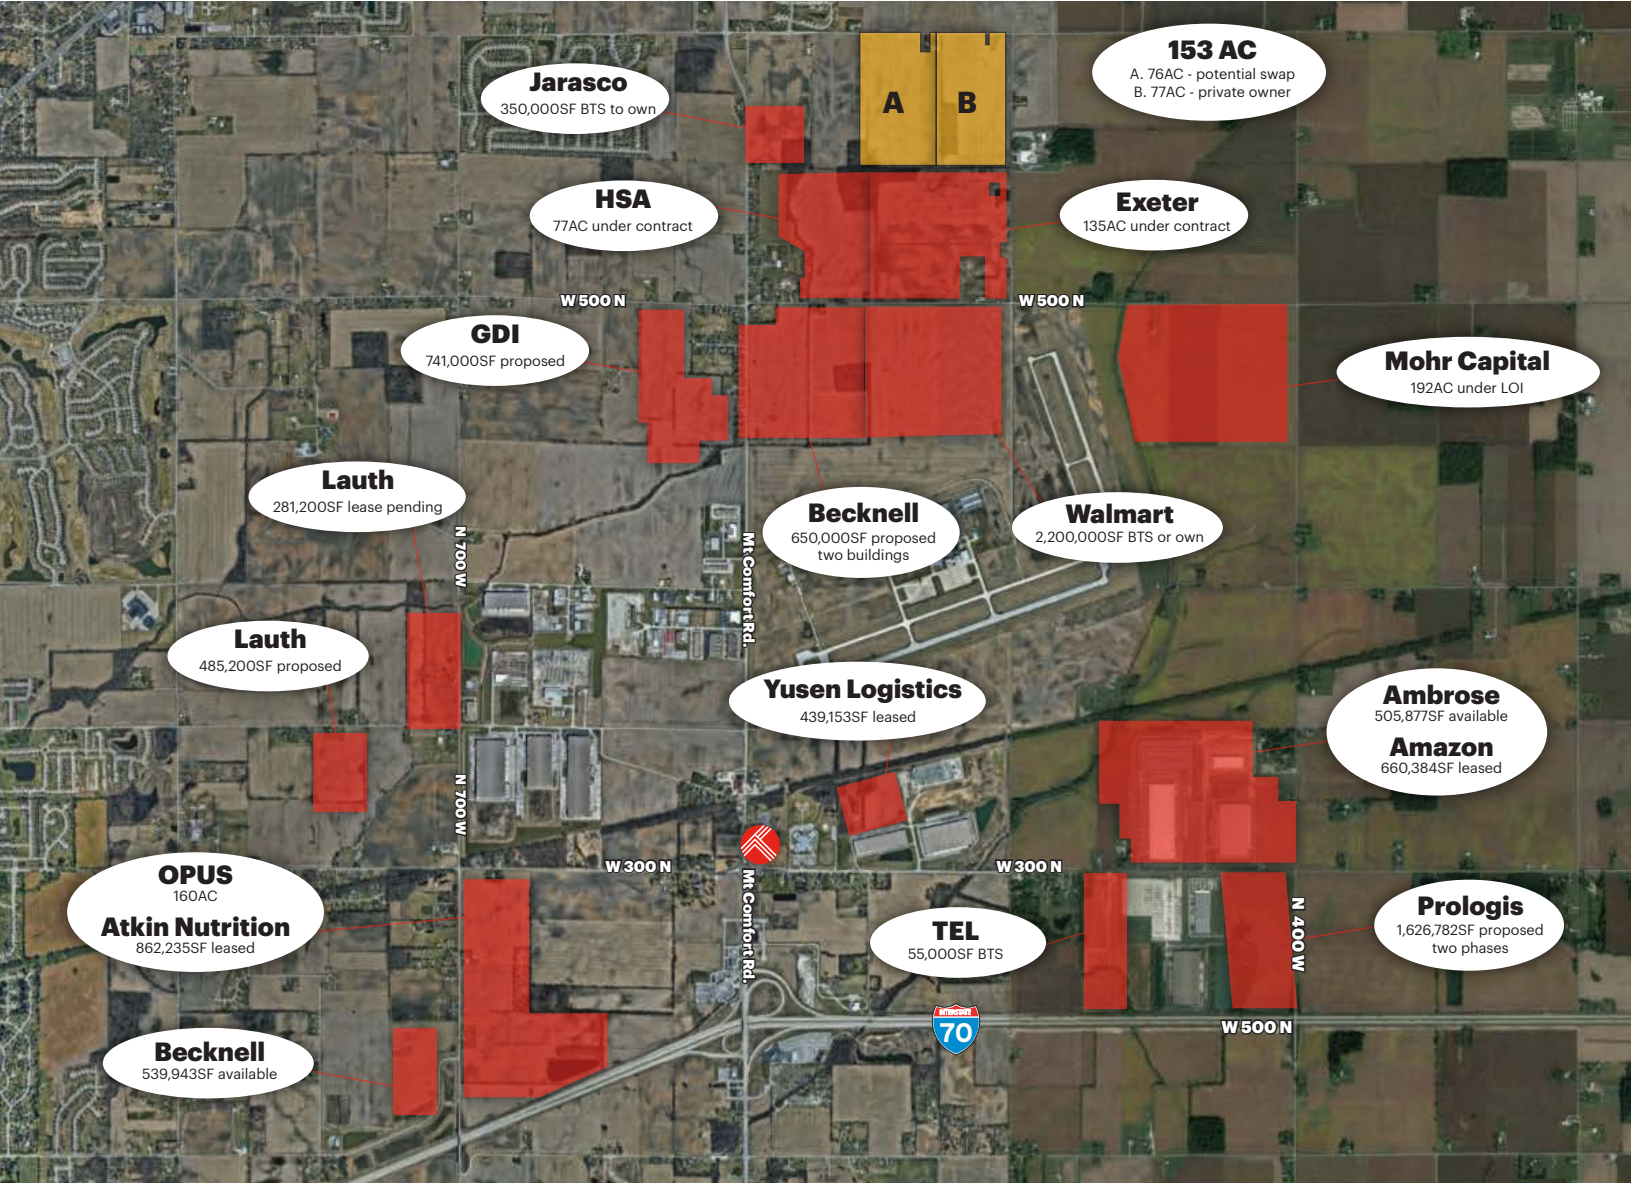 153 AC
A. 76AC - potential swap
B. 77AC - private owner
Jarasco
350,000SF BTS to own
A
B
HSA
77AC under contract
Exeter
135AC under contract
W 500 N
W 500 N
GDI
741,000SF proposed
Mohr Capital
192AC under LOI
Lauth
281,200SF lease pending
Becknell
650,000SF proposed
two buildings
Walmart
2,200,000SF BTS or own
N 700 W
Mt Comfort Rd.
Lauth
485,200SF proposed
Yusen Logistics
439,153SF leased
Ambrose
505,877SF available
Amazon
660,384SF leased
N 700 W
W 300 N
W 300 N
OPUS
160AC
Atkin Nutrition
862,235SF leased
Mt Comfort Rd.
TEL
55,000SF BTS
N 400 W
Prologis
1,626,782SF proposed
two phases
INTERSTATE
70
W 500 N
Becknell
539,943SF available